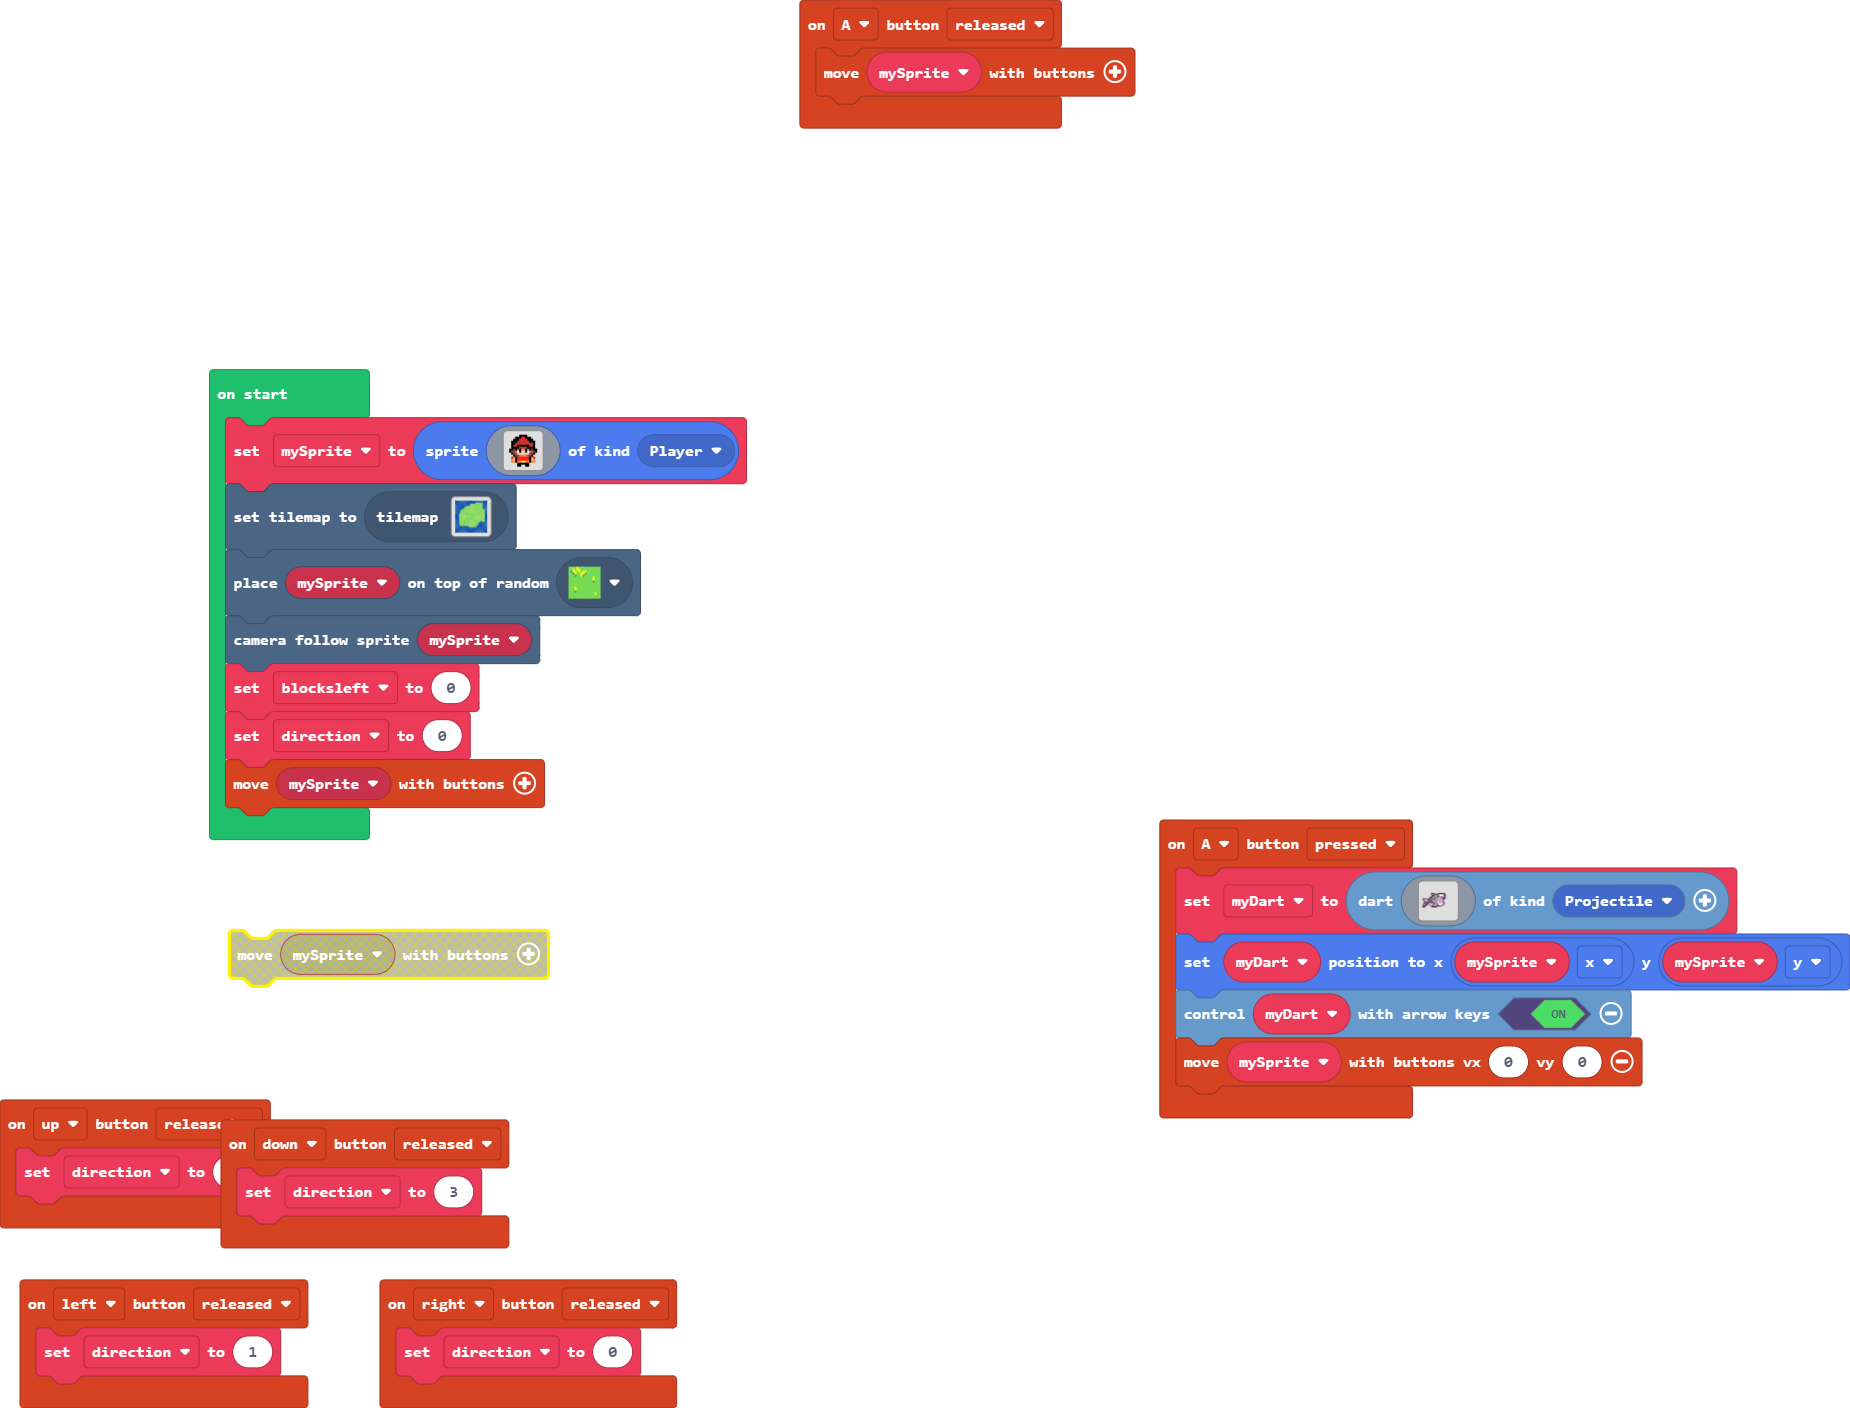 on A button released
move mySprite with buttons
on start
set mySprite to sprite of kind Player
set tilemap to tilemap
place mySprite on top of random
camera follow sprite mySprite
set blocksleft to 0
set direction to 0
move mySprite with buttons
on A button pressed
set myDart to dart of kind Projectile
set myDart position to x mySprite x y mySprite y
control myDart with arrow keys ON
move mySprite with buttons vx 0 vy 0
move mySprite with buttons
on up button
set direction to
on down button released
set direction to 3
on left button released
set direction to 1
on right button released
set direction to 0